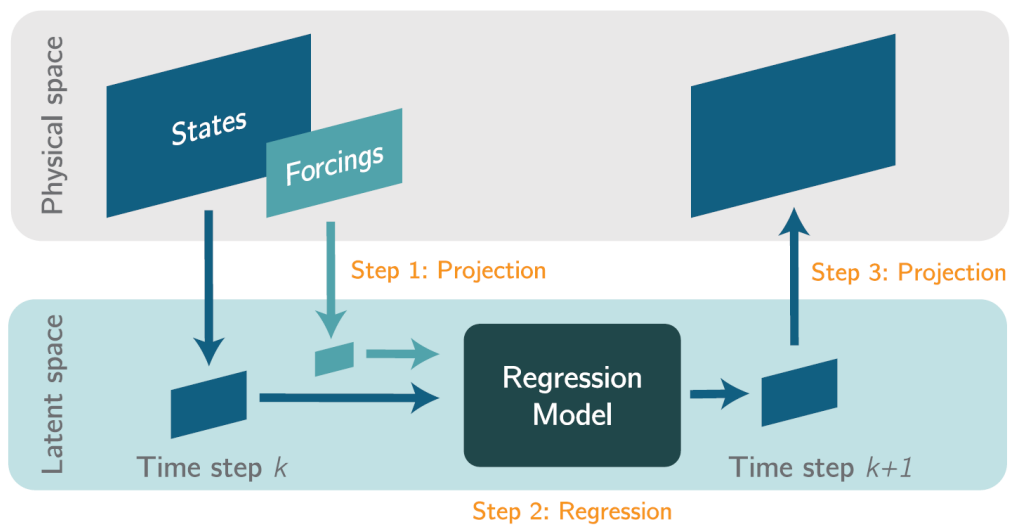 Physical space
States
Forcings
Step 1: Projection
Step 3: Projection
Latent space
Regression
Model
Time step k
Time step k+1
Step 2: Regression